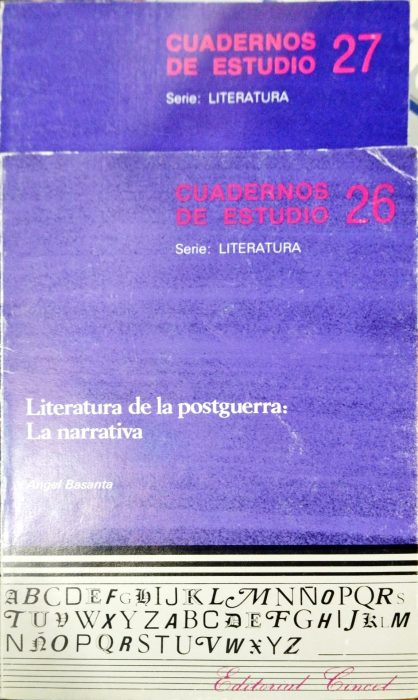 CUADERNOS
DE ESTUDIO 27
Serie: LITERATURA
CUADERNOS
DE ESTUDIO 26
Serie: LITERATURA
Literatura de la postguerra:
La narrativa
Angel Basanta
ABCDEFGHIJKLMNÑOPQRS
TUVWXYZABCDEFGHIJKLM
NÑOPQRSTUVWXYZ
Editorial Cincel